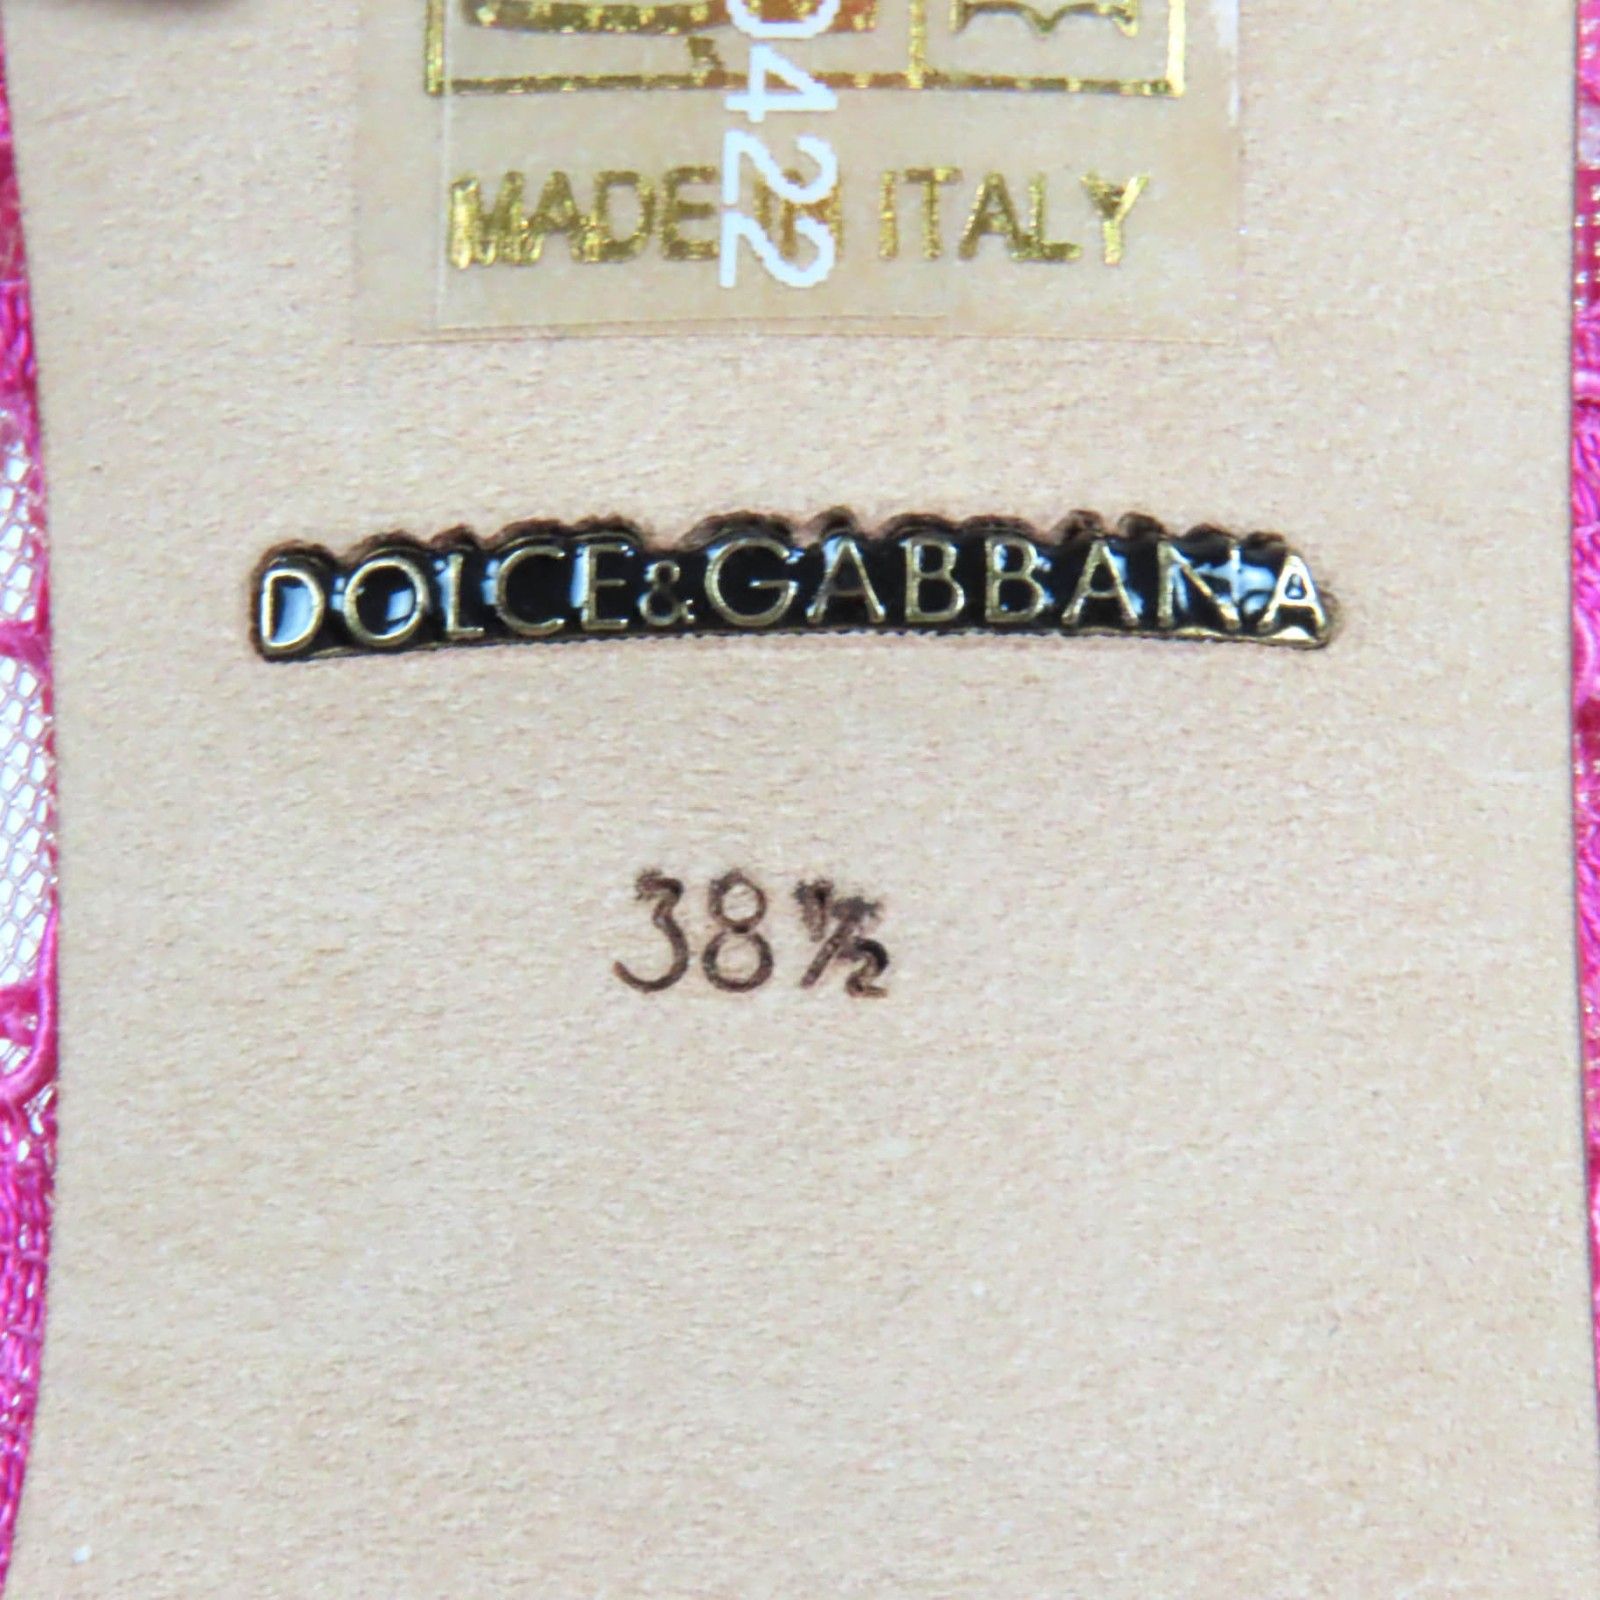 0422
MADE IN ITALY
DOLCE&GABBANA
38½